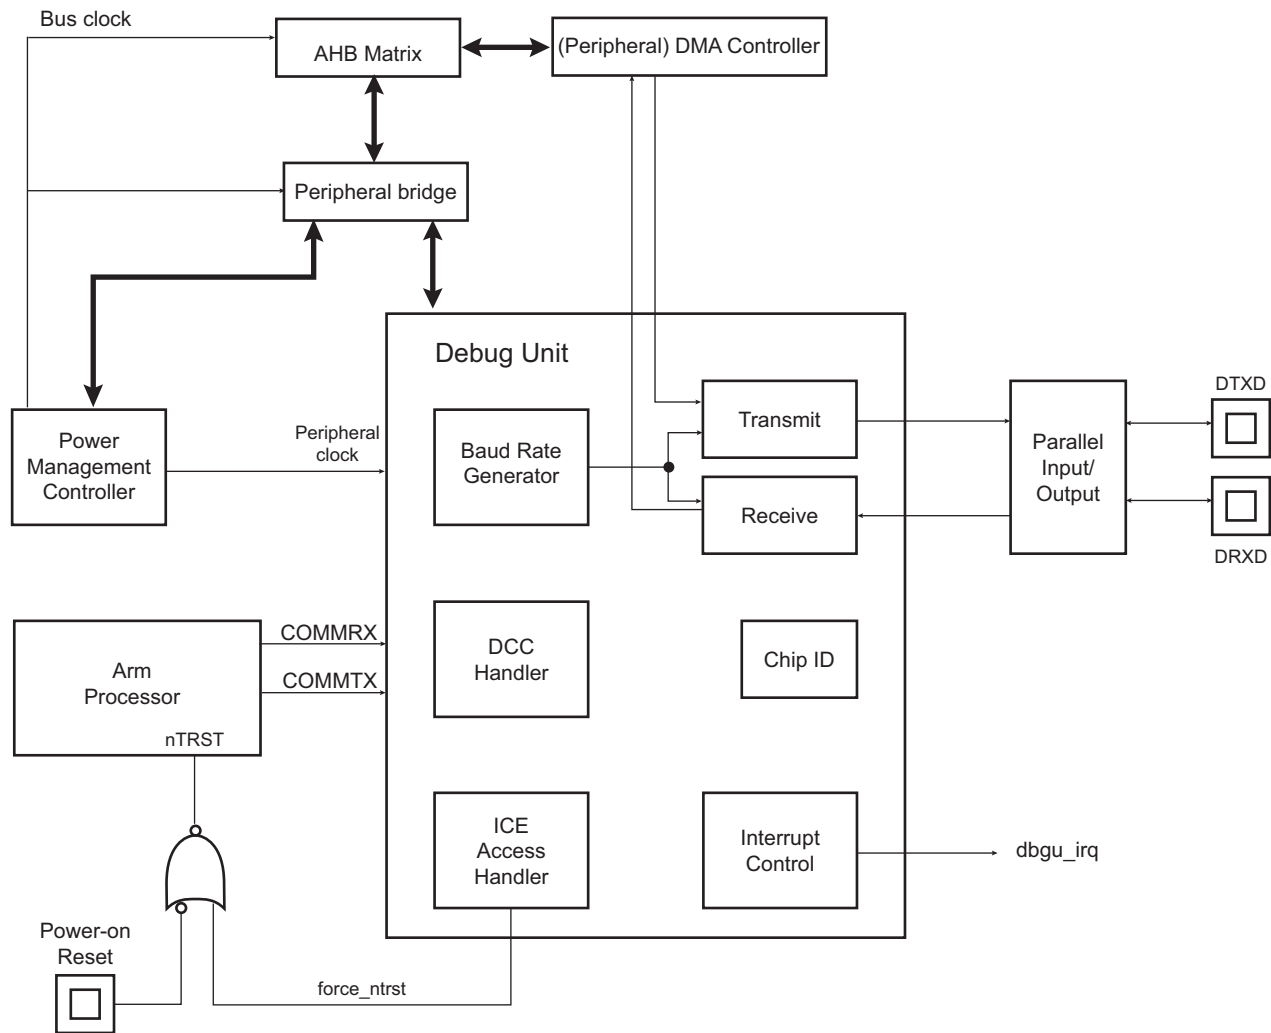 Bus clock
AHB Matrix
(Peripheral) DMA Controller
Peripheral bridge
Debug Unit
Power
Management
Controller
Peripheral
clock
Baud Rate
Generator
Transmit
Receive
Parallel
Input/
Output
DTXD
DRXD
Arm
Processor
nTRST
COMMRX
COMMTX
DCC
Handler
Chip ID
ICE
Access
Handler
Interrupt
Control
dbgu_irq
Power-on
Reset
force_ntrst